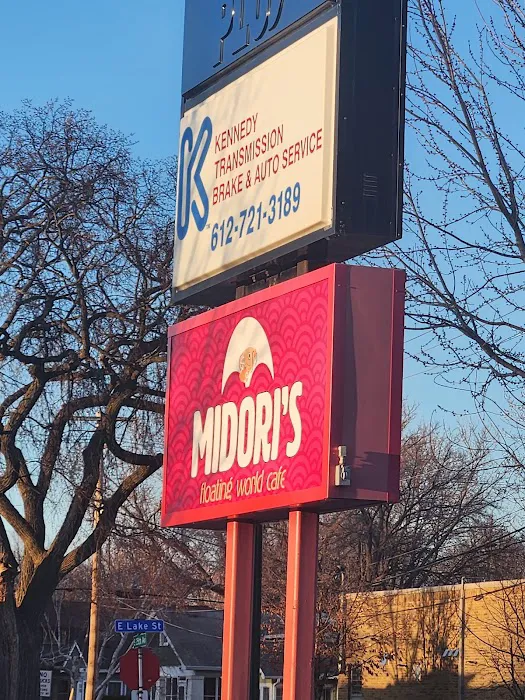 KENNEDY
TRANSMISSION
BRAKE & AUTO SERVICE
612-721-3189
MIDORI'S
floating world cafe
E Lake St